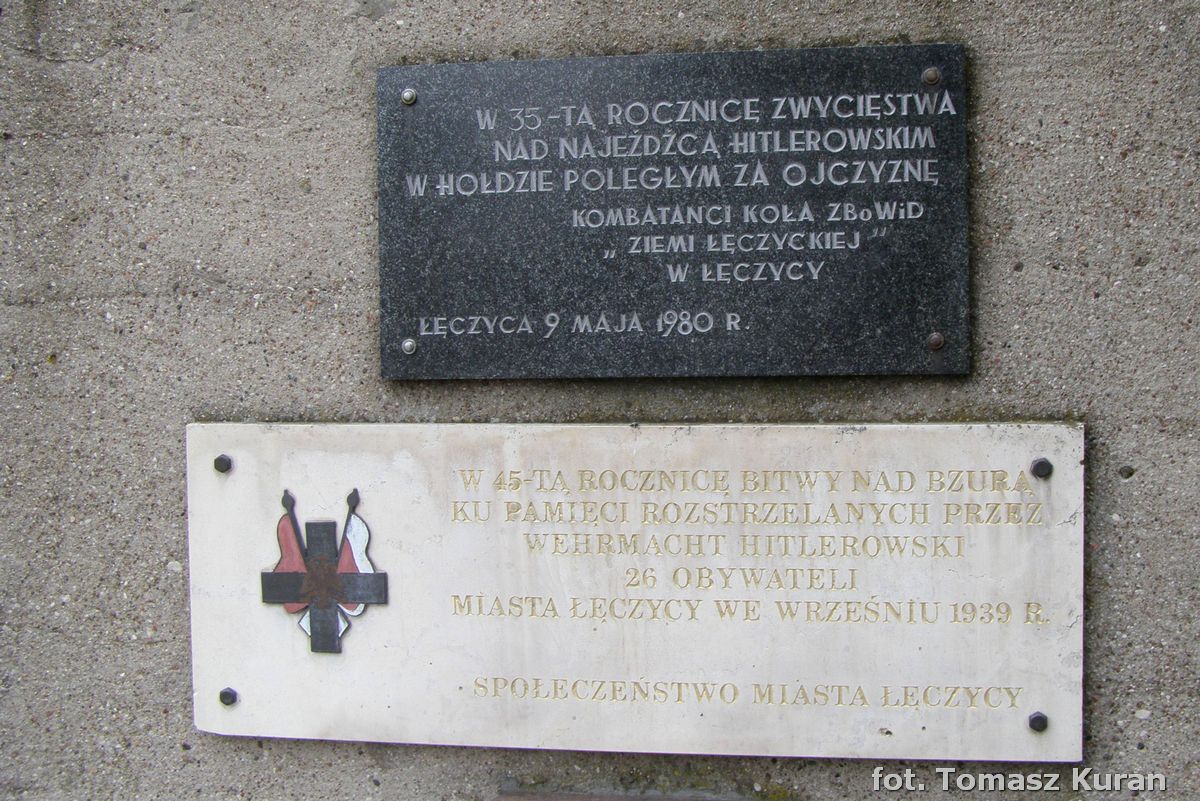 W 35-TĄ ROCZNICĘ ZWYCIĘSTWA
NAD NAJEŹDŹCĄ HITLEROWSKIM
W HOŁDZIE POLEGŁYM ZA OJCZYZNĘ
KOMBATANCI KOŁA ZBoWiD
„ZIEMI ŁĘCZYCKIEJ”
W ŁĘCZYCY
ŁĘCZYCA 9 MAJA 1980 R.
W 45-TĄ ROCZNICĘ BITWY NAD BZURĄ
KU PAMIĘCI ROZSTRZELANYCH PRZEZ
WEHRMACHT HITLEROWSKI
26 OBYWATELI
MIASTA ŁĘCZYCY WE WRZEŚNIU 1939 R.
SPOŁECZEŃSTWO MIASTA ŁĘCZYCY
fot. Tomasz Kuran